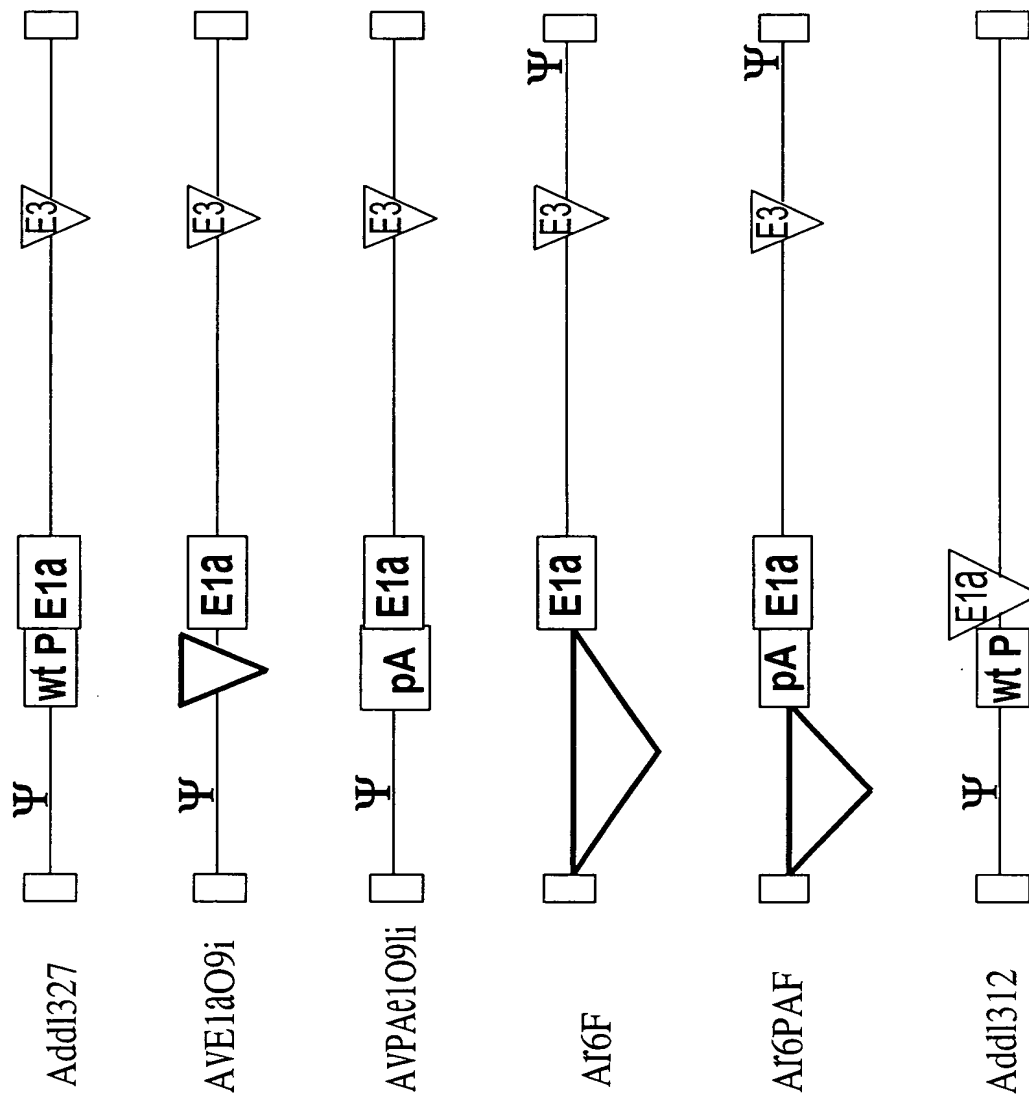 Addl327 Ψ wt P E1a E3
AVE1aO9i Ψ E1a E3
AVPAe1O9li Ψ pA E1a E3
Ar6F E1a E3 Ψ
Ar6PAF pA E1a E3 Ψ
Addl312 Ψ wt P E1a